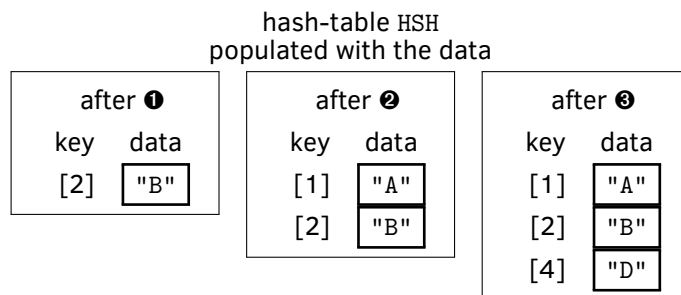 hash-table HSH
populated with the data
after ❶
key data
[2] "B"
after ❷
key data
[1] "A"
[2] "B"
after ❸
key data
[1] "A"
[2] "B"
[4] "D"